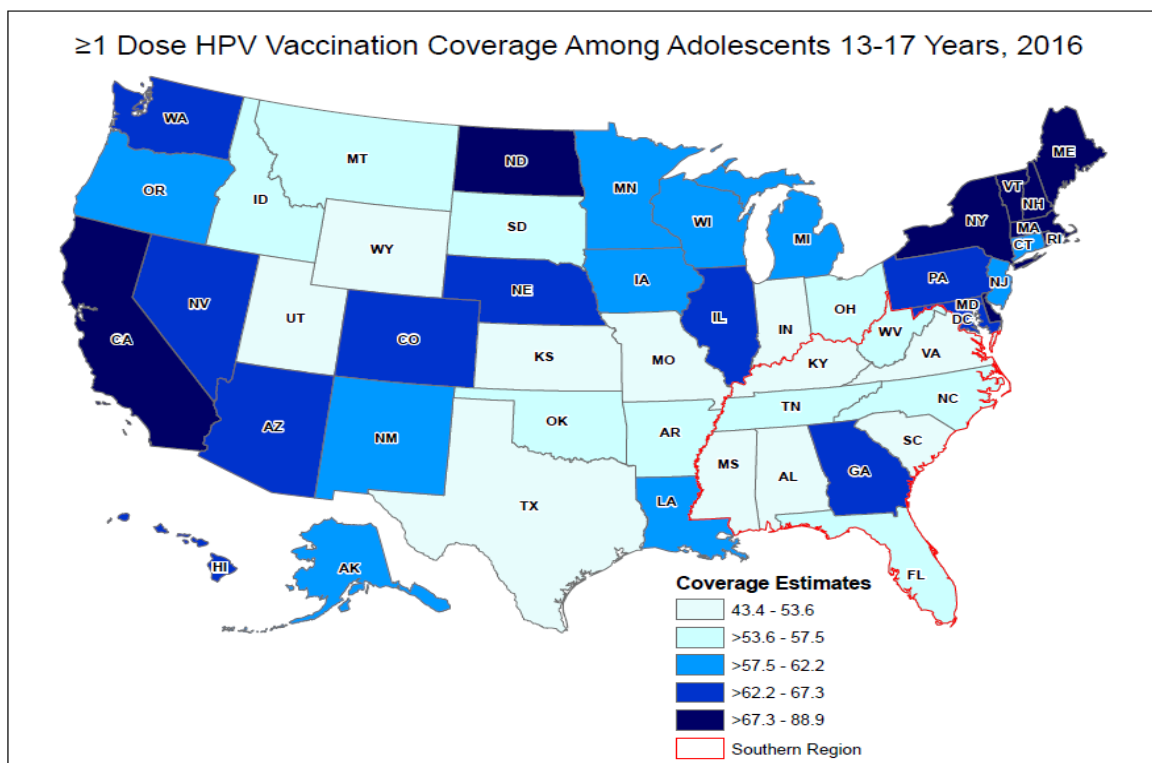 ≥1 Dose HPV Vaccination Coverage Among Adolescents 13-17 Years, 2016
WA
MT
ND
ME
OR
ID
MN
VT
NH
SD
WI
NY
MA
WY
MI
CT
RI
IA
PA
NJ
NE
NV
OH
MD
UT
IL
IN
DC
CA
CO
WV
VA
KS
MO
KY
NC
TN
AZ
NM
OK
AR
SC
MS
AL
GA
TX
LA
HI
AK
FL
Coverage Estimates
43.4 - 53.6
>53.6 - 57.5
>57.5 - 62.2
>62.2 - 67.3
>67.3 - 88.9
Southern Region